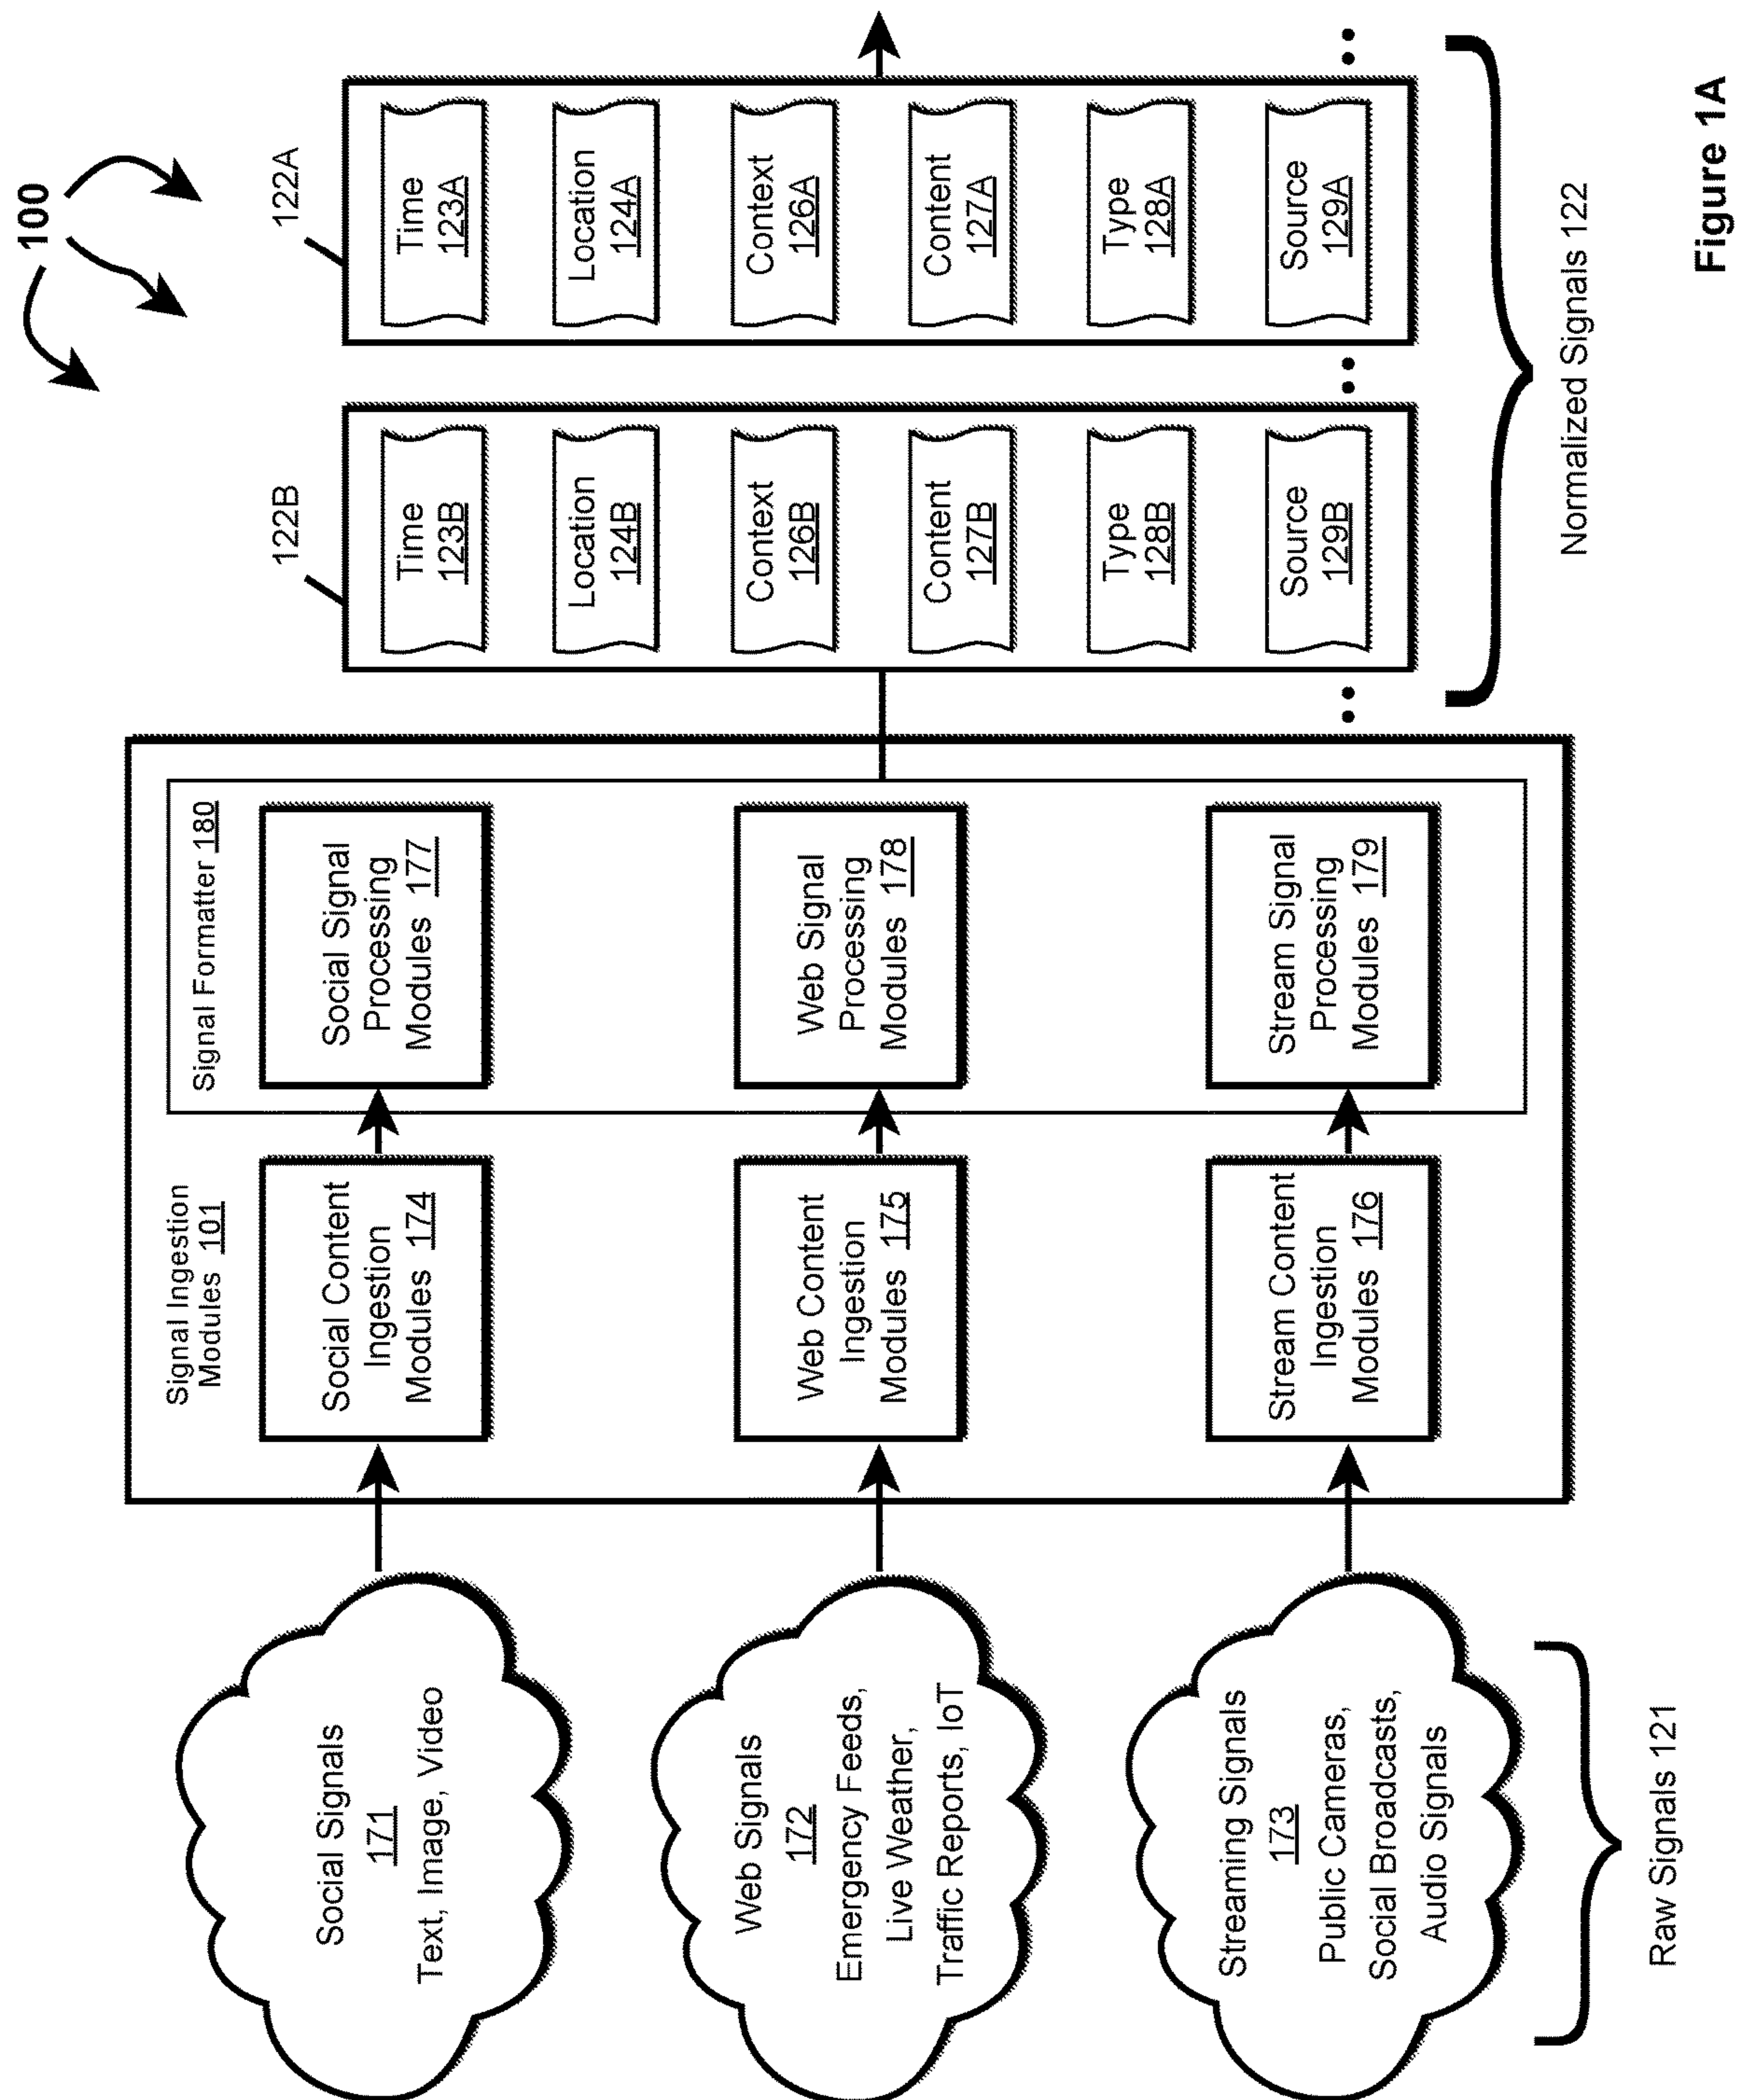 100
Social Signals
171
Text, Image, Video
Web Signals
172
Emergency Feeds,
Live Weather,
Traffic Reports, IoT
Streaming Signals
173
Public Cameras,
Social Broadcasts,
Audio Signals
Raw Signals 121
Signal Ingestion
Modules 101
Social Content
Ingestion
Modules 174
Web Content
Ingestion
Modules 175
Stream Content
Ingestion
Modules 176
Signal Formatter 180
Social Signal
Processing
Modules 177
Web Signal
Processing
Modules 178
Stream Signal
Processing
Modules 179
122B
Time
123B
Location
124B
Context
126B
Content
127B
Type
128B
Source
129B
122A
Time
123A
Location
124A
Context
126A
Content
127A
Type
128A
Source
129A
Normalized Signals 122
Figure 1A